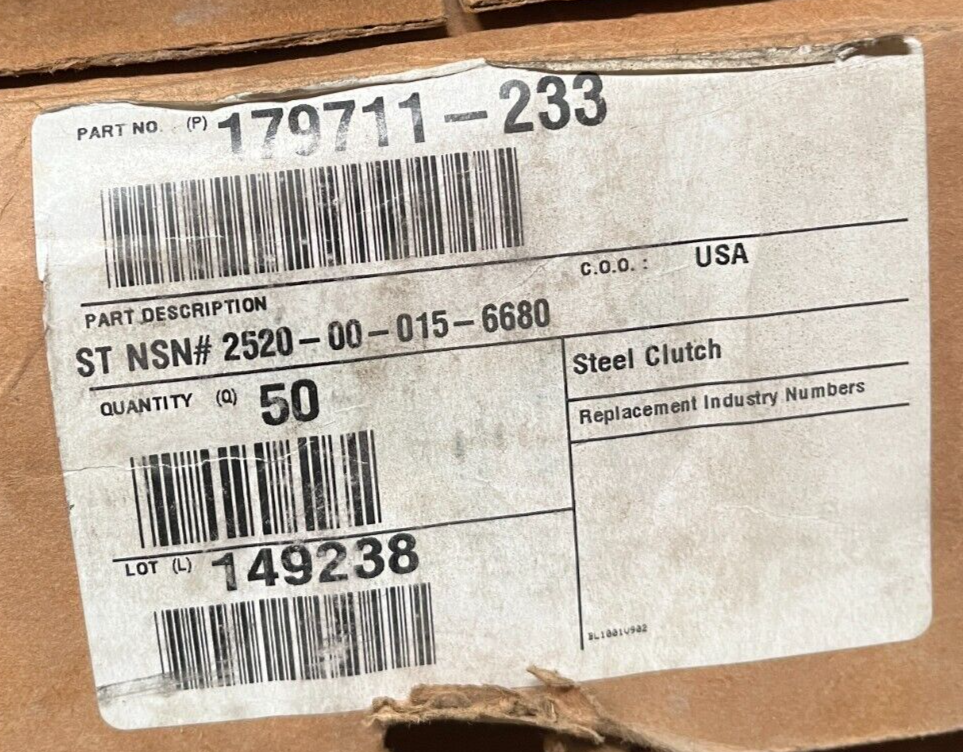 PART NO. (P) 179711-233
C.O.O.: USA
PART DESCRIPTION
ST NSN# 2520-00-015-6680
Steel Clutch
QUANTITY (Q) 50
Replacement Industry Numbers
LOT (L) 149238
BL1001V902